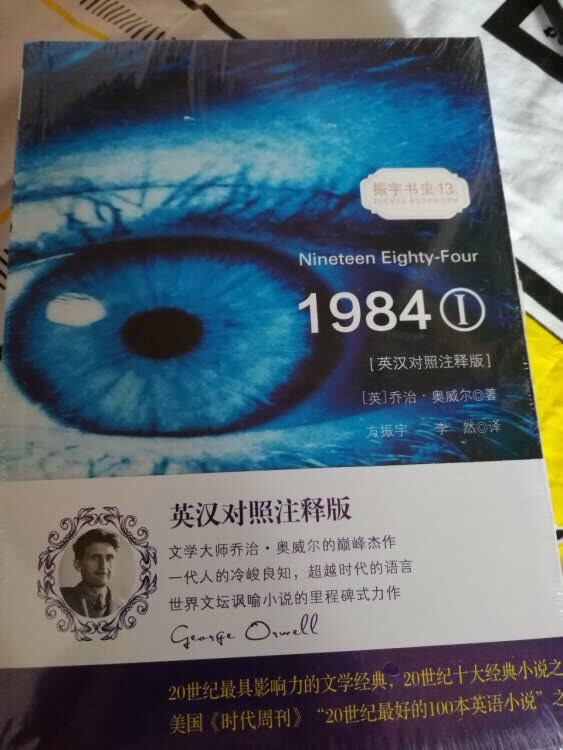 振宇书虫13
ZHENYU BOOKWORM
Nineteen Eighty-Four
1984 Ⓘ
[英汉对照注释版]
[英]乔治·奥威尔◎著
方振宇 李 然◎译
英汉对照注释版
文学大师乔治·奥威尔的巅峰杰作
一代人的冷峻良知,超越时代的语言
世界文坛讽喻小说的里程碑式力作
George Orwell
20世纪最具影响力的文学经典,20世纪十大经典小说之
美国《时代周刊》“20世纪最好的100本英语小说”之